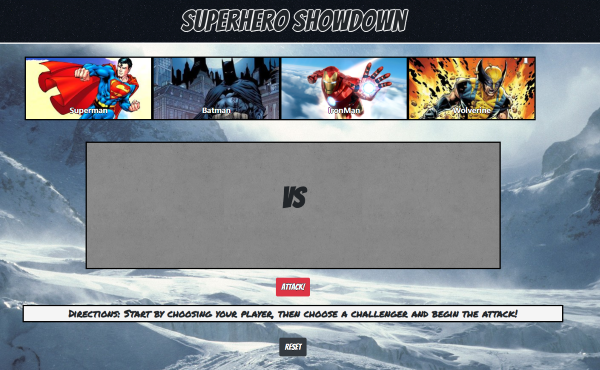 SUPERHERO SHOWDOWN
Superman
Batman
IronMan
Wolverine
VS
ATTACK!
Directions: Start by choosing your player, then choose a challenger and begin the attack!
RESET